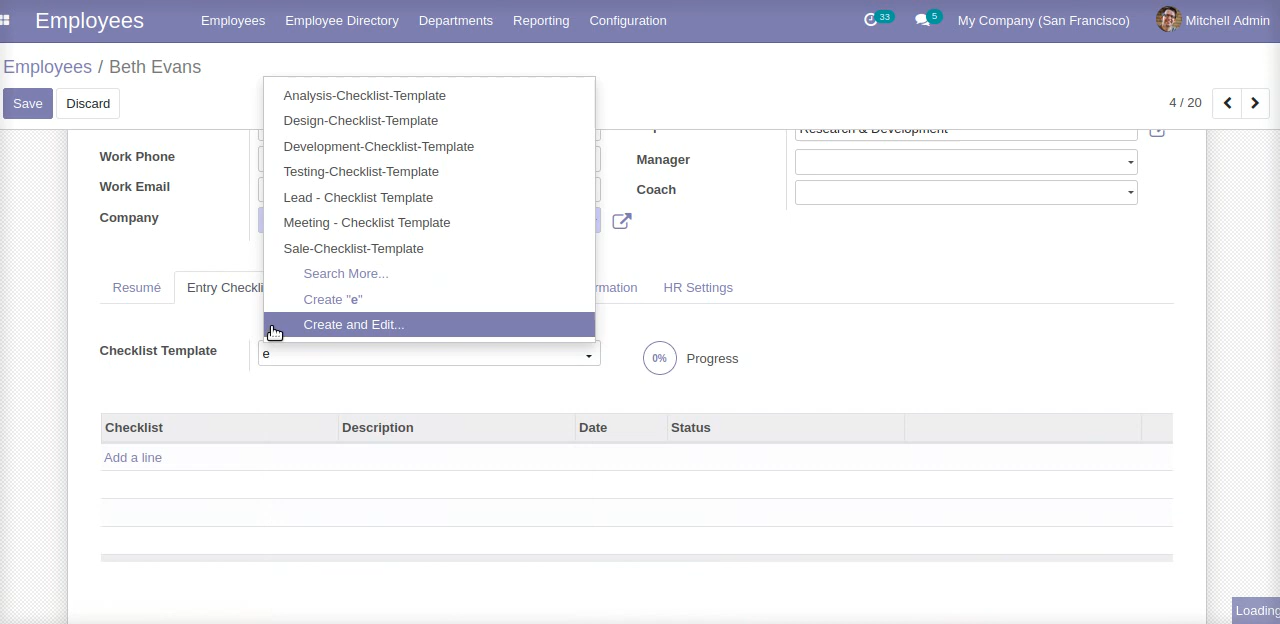 Employees Employees Employee Directory Departments Reporting Configuration 33 5 My Company (San Francisco) Mitchell Admin
Employees / Beth Evans
Save Discard 4 / 20
Analysis-Checklist-Template
Design-Checklist-Template
Development-Checklist-Template
Testing-Checklist-Template
Lead - Checklist Template
Meeting - Checklist Template
Sale-Checklist-Template
Search More...
Create "e"
Create and Edit...
Research & Development
Work Phone
Manager
Work Email
Coach
Company
Resumé Entry Checkli rmation HR Settings
Checklist Template e 0% Progress
Checklist Description Date Status
Add a line
Loading